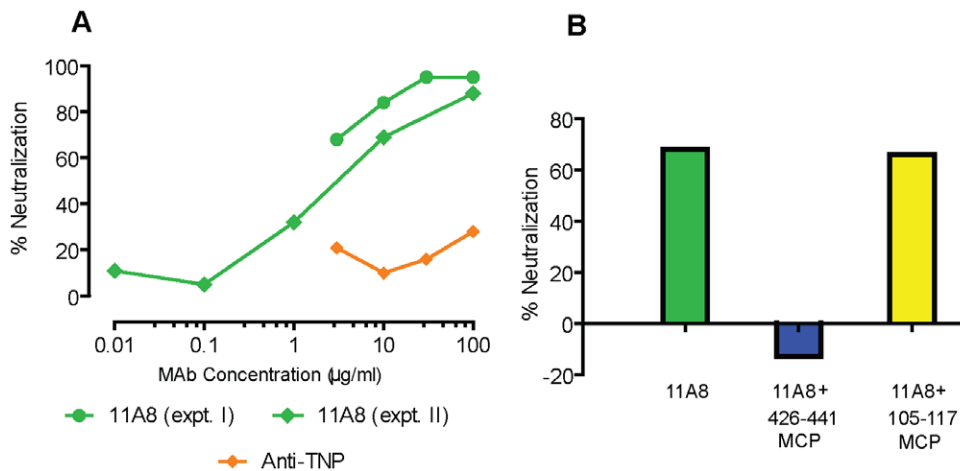 A
% Neutralization
100
80
60
40
20
0
0.01 0.1 1 10 100
MAb Concentration (µg/ml)
11A8 (expt. I) 11A8 (expt. II)
Anti-TNP
B
% Neutralization
80
60
40
20
0
-20
11A8
11A8+
426-441
MCP
11A8+
105-117
MCP